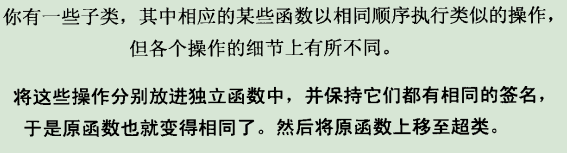 你有一些子类，其中相应的某些函数以相同顺序执行类似的操作，
但各个操作的细节上有所不同。
将这些操作分别放进独立函数中，并保持它们都有相同的签名，
于是原函数也就变得相同了。然后将原函数上移至超类。